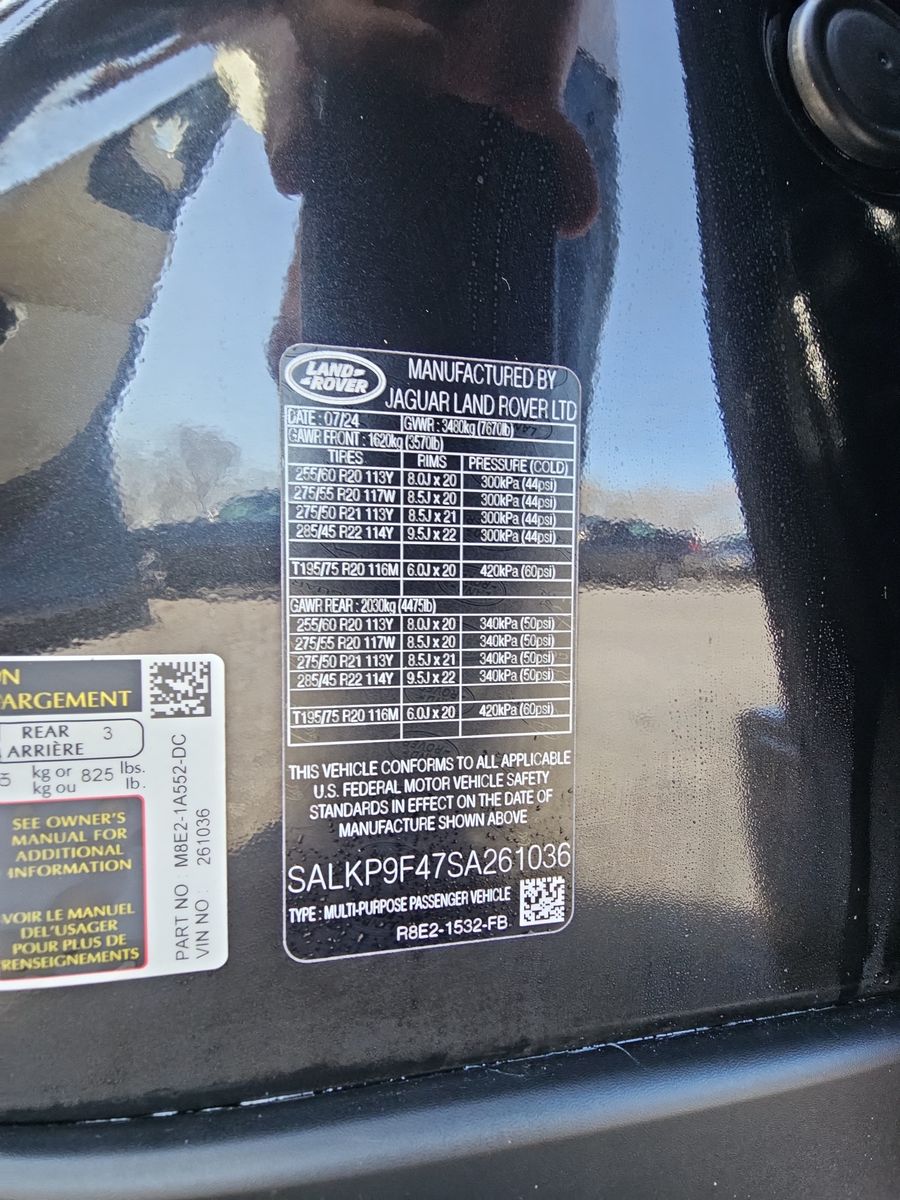 LAND-
-ROVER
MANUFACTURED BY
JAGUAR LAND ROVER LTD
DATE : 07/24 GVWR : 3480kg (7670lb)
GAWR FRONT : 1620kg (3570lb)
TIRES RIMS PRESSURE (COLD)
255/60 R20 113Y 8.0J x 20 300kPa (44psi)
275/55 R20 117W 8.5J x 20 300kPa (44psi)
275/50 R21 113Y 8.5J x 21 300kPa (44psi)
285/45 R22 114Y 9.5J x 22 300kPa (44psi)
T195/75 R20 116M 6.0J x 20 420kPa (60psi)
GAWR REAR : 2030kg (4475lb)
255/60 R20 113Y 8.0J x 20 340kPa (50psi)
275/55 R20 117W 8.5J x 20 340kPa (50psi)
275/50 R21 113Y 8.5J x 21 340kPa (50psi)
285/45 R22 114Y 9.5J x 22 340kPa (50psi)
T195/75 R20 116M 6.0J x 20 420kPa (60psi)
THIS VEHICLE CONFORMS TO ALL APPLICABLE
U.S. FEDERAL MOTOR VEHICLE SAFETY
STANDARDS IN EFFECT ON THE DATE OF
MANUFACTURE SHOWN ABOVE
SALKP9F47SA261036
TYPE : MULTI-PURPOSE PASSENGER VEHICLE
R8E2-1532-FB
ON
ARGEMENT
REAR 3
ARRIÈRE
5 kg or 825 lbs.
kg ou lb.
SEE OWNER'S
MANUAL FOR
ADDITIONAL
INFORMATION
VOIR LE MANUEL
DEL'USAGER
POUR PLUS DE
RENSEIGNEMENTS
PART NO : M8E2-1A552-DC
VIN NO : 261036